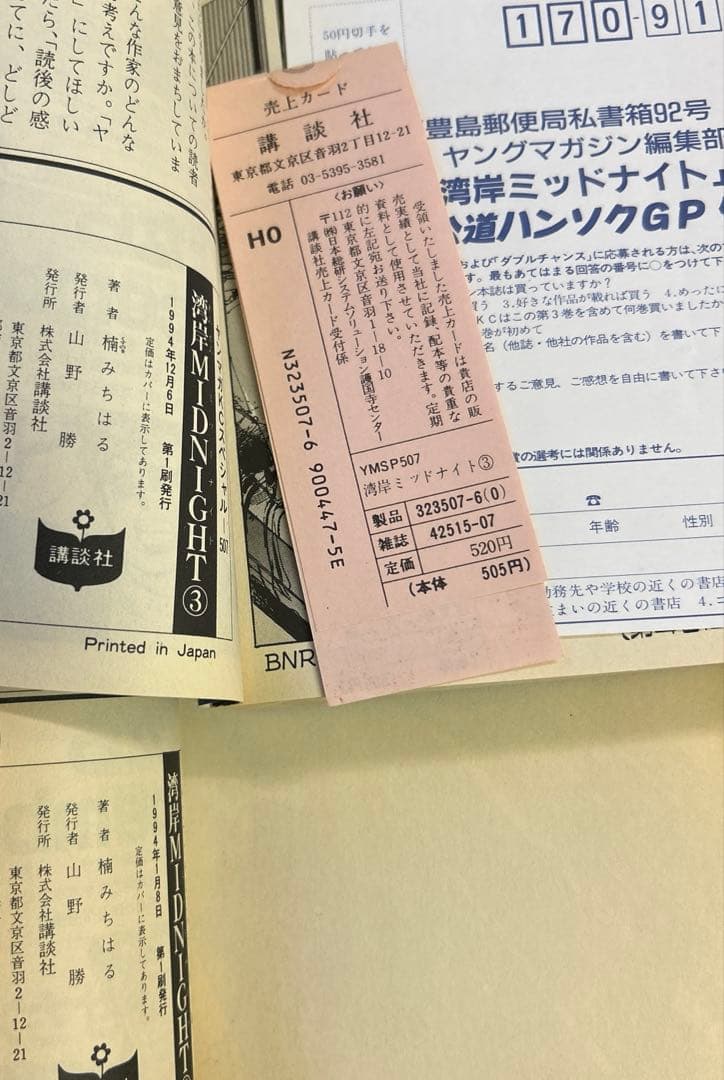 んな作家のどんな
考えですか。「ヤ
」にしてほしい
たら、「読後の感
てに、どしど
この本についての読者
意見をおまちしていま
ヤンマガKCスペシャル―507
湾岸MIDNIGHT③
定価はカバーに表示してあります。
1994年12月6日 第1刷発行
著者 楠みちはる
発行者 山野 勝
発行所 株式会社講談社
東京都文京区音羽2―12―21
講談社
Printed in Japan
BNR
売上カード
講談社
東京都文京区音羽2丁目12-21
電話 03-5395-3581
〈お願い〉
受領いたしました売上カードは貴店の販
売実績として当社に記録、配本等の貴重な
資料として使用させていただきます。定期
的に左記宛お送り下さい。
〒112東京都文京区音羽1―18―10
㈱日本総研システムソリューション護国寺センター
講談社売上カード受付係
HO
N323507-6 900447-5E
YMSP507
湾岸ミッドナイト③
製品 323507-6(0)
雑誌 42515-07
定価 520円
(本体 505円)
50円切手を
170-91
豊島郵便局私書箱92号
ヤングマガジン編集部
湾岸ミッドナイト
道ハンソクGP
および「ダブルチャンス」に応募される方は、次の
す。最もあてはまる回答の番号に○をつけて下
ン本誌は買っていますか?
買う 3.好きな作品が載れば買う 4.めったに
KCはこの第3巻を含めて何巻買いましたか
巻が初めて
名(他誌・他社の作品を含む)を書いて下
するご意見、ご感想を自由に書いて下さ
賞の選考には関係ありません。
☎
年齢 性別
勤務先や学校の近くの書店
住まいの近くの書店 4.コ
湾岸MIDNIGHT
定価はカバーに表示してあります。
1994年1月8日 第1刷発行
著者 楠みちはる
発行者 山野 勝
発行所 株式会社講談社
東京都文京区音羽2―12―21